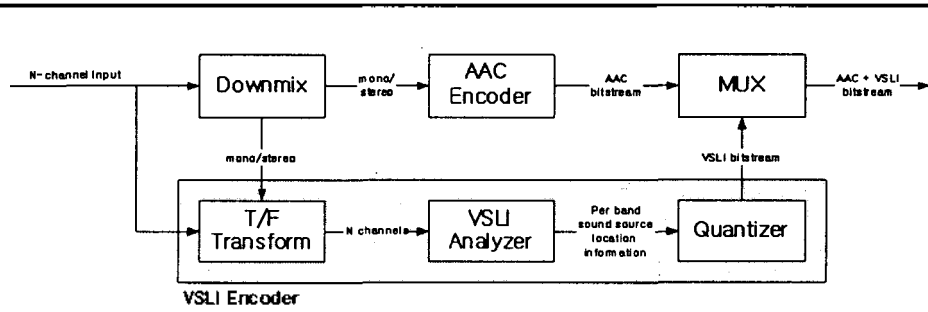 N-channel Input
Downmix
mono/
stereo
AAC
Encoder
AAC
bitstream
MUX
AAC + VSLI
bitstream
mono/stereo
VSLI bitstream
T/F
Transform
N channels
VSLI
Analyzer
Per band
sound source
location
information
Quantizer
VSLI Encoder